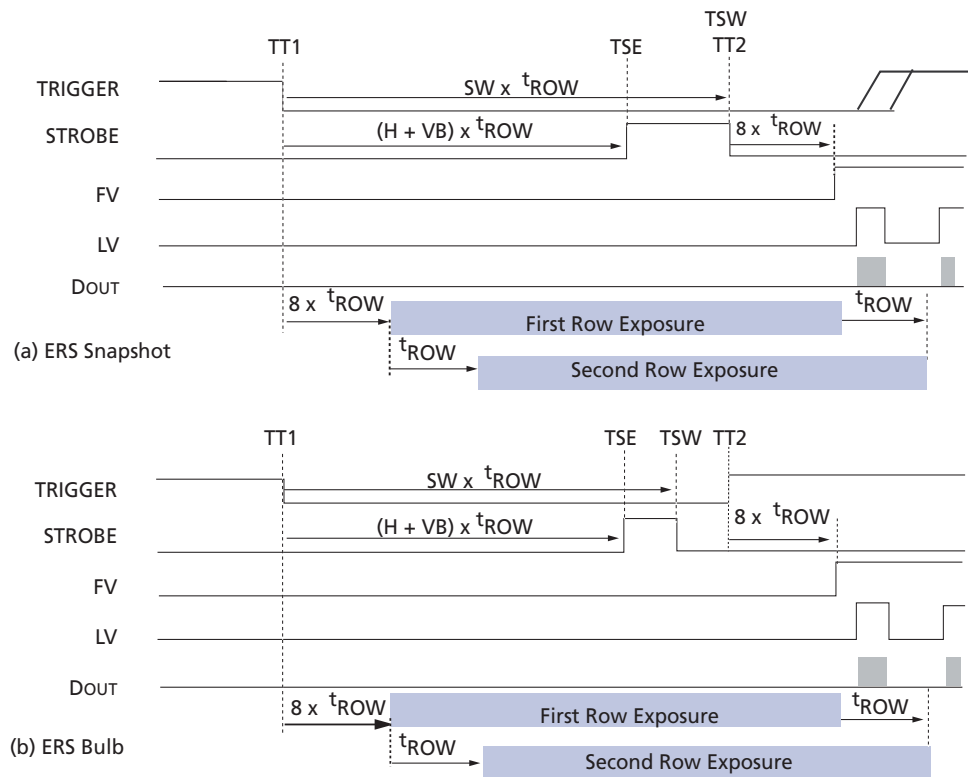 TSW
TT1 TSE TT2
TRIGGER
SW x tROW
STROBE
(H + VB) x tROW
8 x tROW
FV
LV
DOUT
8 x tROW
First Row Exposure
tROW
(a) ERS Snapshot
tROW
Second Row Exposure
TT1 TSE TSW TT2
TRIGGER
SW x tROW
STROBE
(H + VB) x tROW
8 x tROW
FV
LV
DOUT
8 x tROW
First Row Exposure
tROW
(b) ERS Bulb
tROW
Second Row Exposure